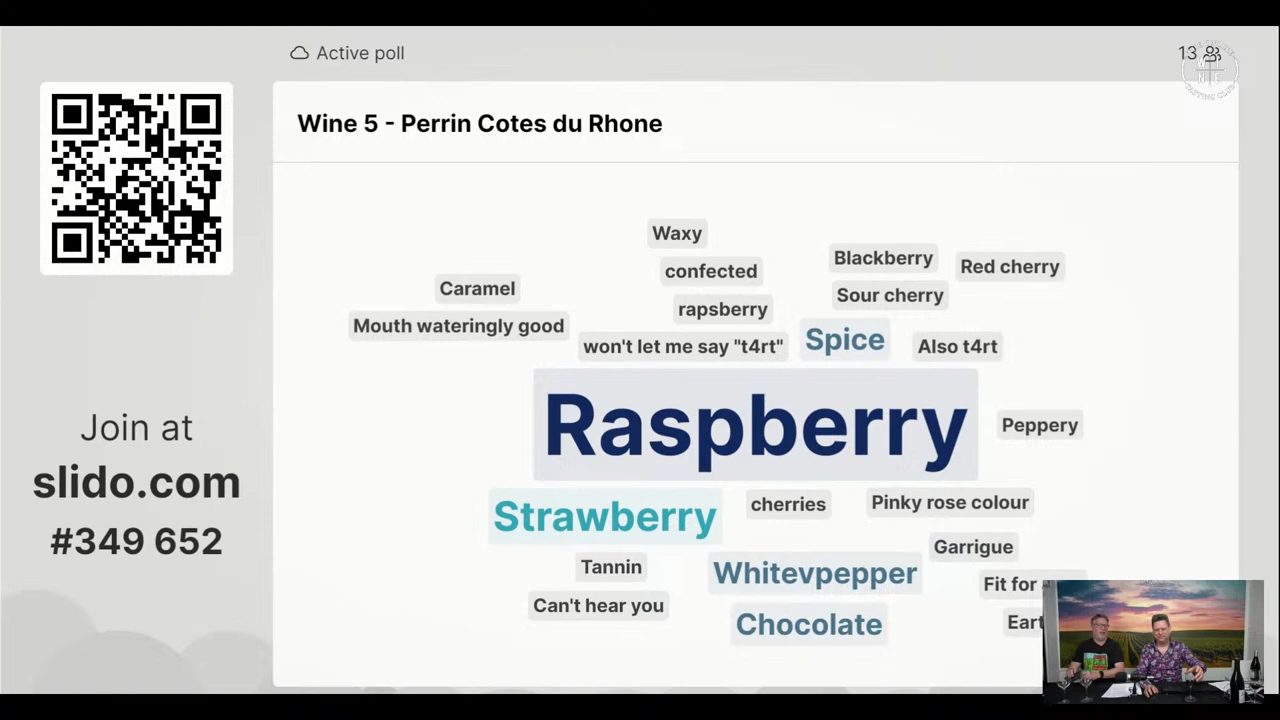 Active poll
13
Wine 5 - Perrin Cotes du Rhone
Waxy
Blackberry
Red cherry
confected
Caramel
Sour cherry
rapsberry
Mouth wateringly good
won't let me say "t4rt"
Spice
Also t4rt
Raspberry
Peppery
Strawberry
cherries
Pinky rose colour
Garrigue
Tannin
Whitevpepper
Fit for
Can't hear you
Chocolate
Join at
slido.com
#349 652